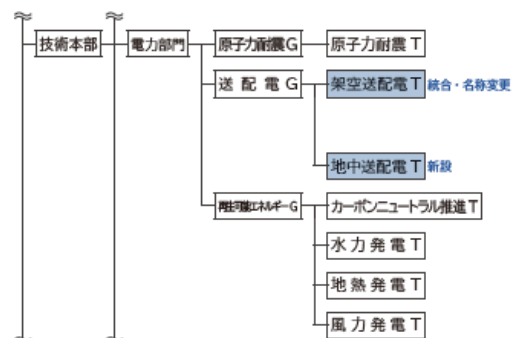 技術本部 電力部門 原子力耐震G 原子力耐震T
送配電G 架空送配電T 統合・名称変更
地中送配電T 新設
再生可能エネルギーG カーボンニュートラル推進T
水力発電T
地熱発電T
風力発電T